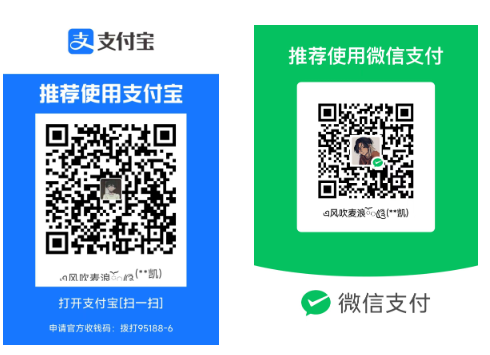 支付宝
推荐使用支付宝
风吹麦浪 (**凯)
打开支付宝[扫一扫]
申请官方收钱码：拨打95188-6
推荐使用微信支付
风吹麦浪 (**凯)
微信支付